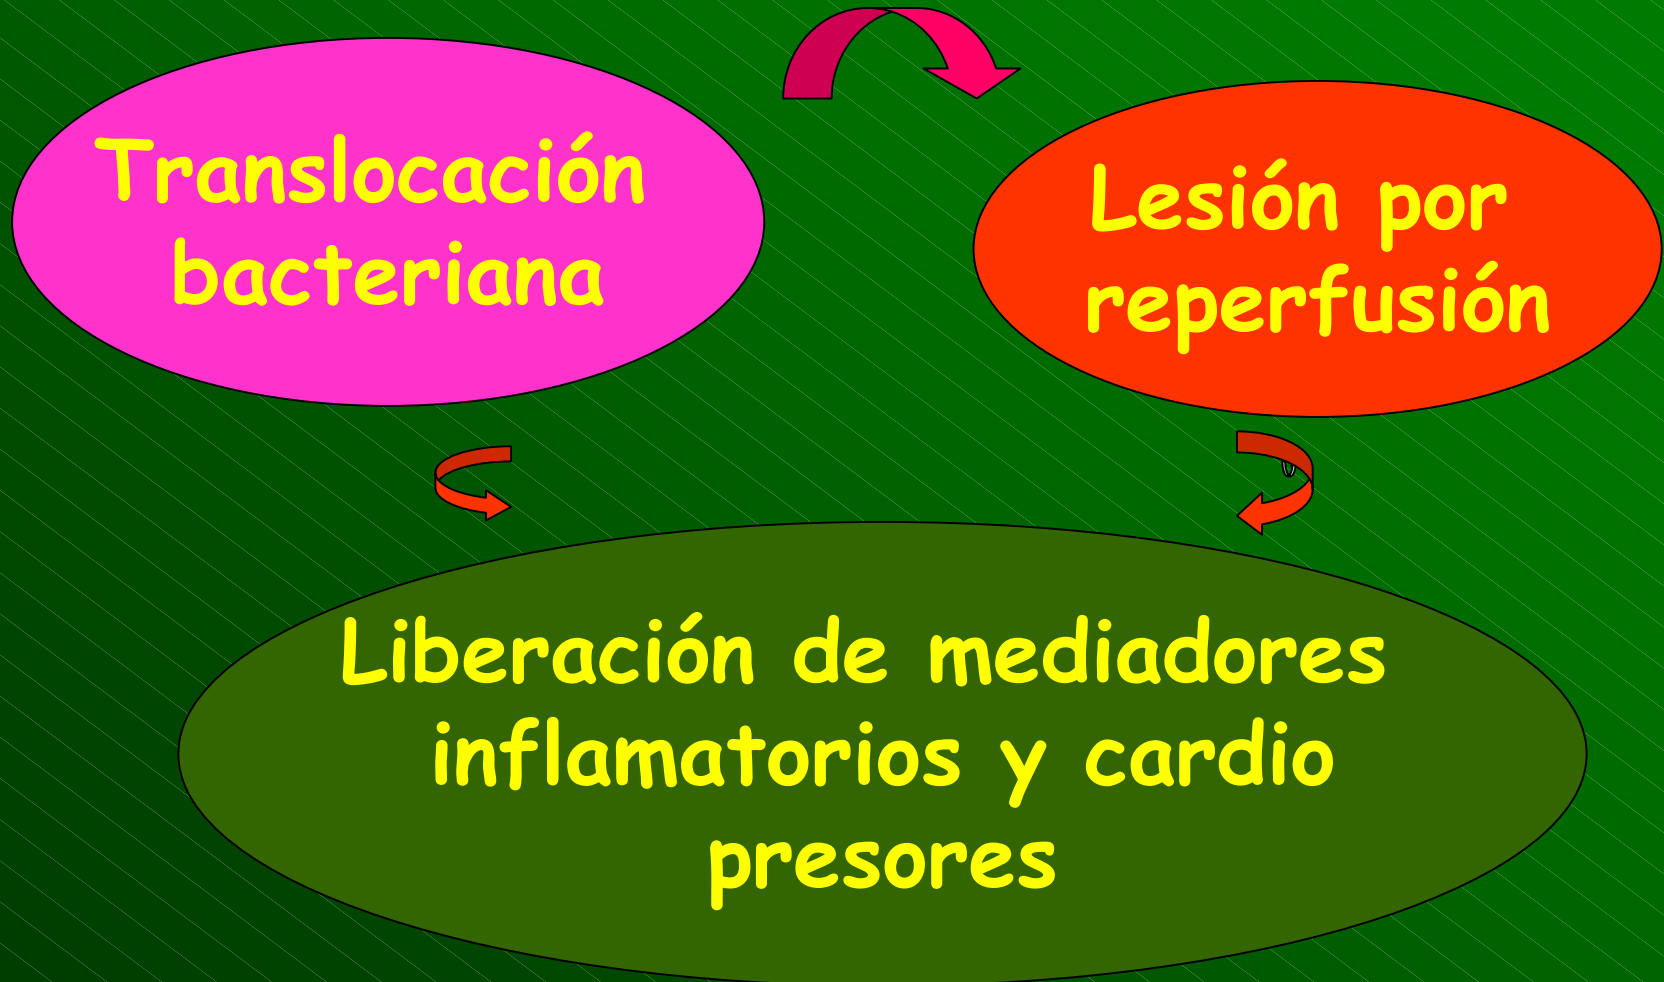 Translocación
bacteriana
Lesión por
reperfusión
Liberación de mediadores
inflamatorios y cardio
presores